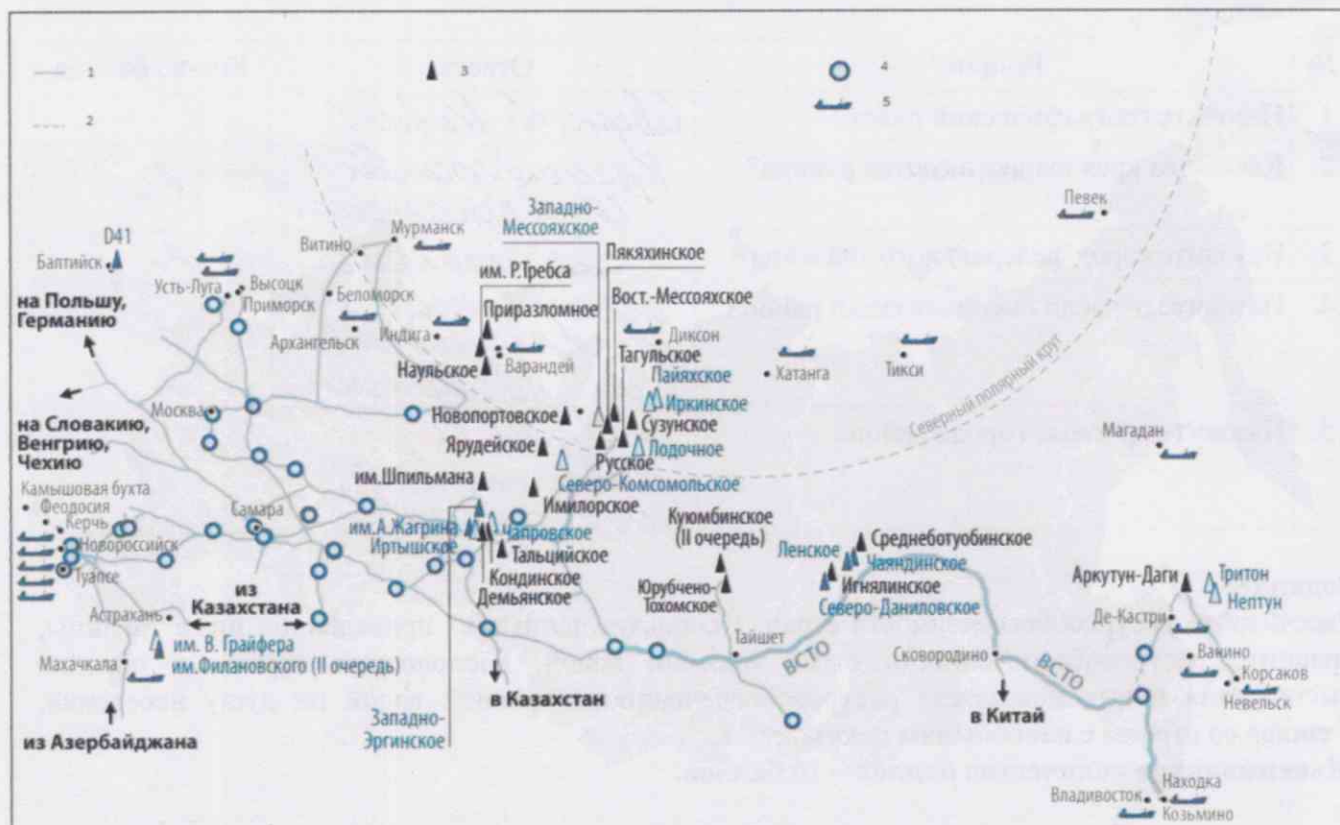 1
2
3
4
5
Певек
Западно-
Мессояхское
Мурманск
Витино
D41
Балтийск
Пякяхинское
им. Р.Требса
Высоцк
Усть-Луга
Приморск
Беломорск
на Польшу,
Германию
Приразломное
Вост.-Мессояхское
Индига
Диксон
Архангельск
Варандей
Тагульское
Хатанга
Тикси
Наульское
Пайяхское
Северный полярный круг
Москва
Новопортовское
Иркинское
Сузунское
на Словакию,
Венгрию,
Чехию
Магадан
Ярудейское
Лодочное
Русское
Камышовая бухта
Феодосия
Керчь
Самара
им.Шпильмана
Северо-Комсомольское
Имилорское
Куюмбинское
(II очередь)
Новороссийск
им.А.Жагрина
Иртышское
Тальцийское
Ленское
Среднеботуобинское
Чаяндинское
Туапсе
Кондинское
Игнялинское
Аркутун-Даги
Тритон
Нептун
из
Казахстана
Демьянское
Юрубчено-
Тохомское
Северо-Даниловское
Астрахань
Де-Кастри
им. В. Грайфера
им.Филановского (II очередь)
Тайшет
ВСТО
Сковородино
ВСТО
Ванино
Махачкала
Корсаков
Невельск
в Казахстан
в Китай
Западно-
Эргинское
из Азербайджана
Находка
Владивосток
Козьмино